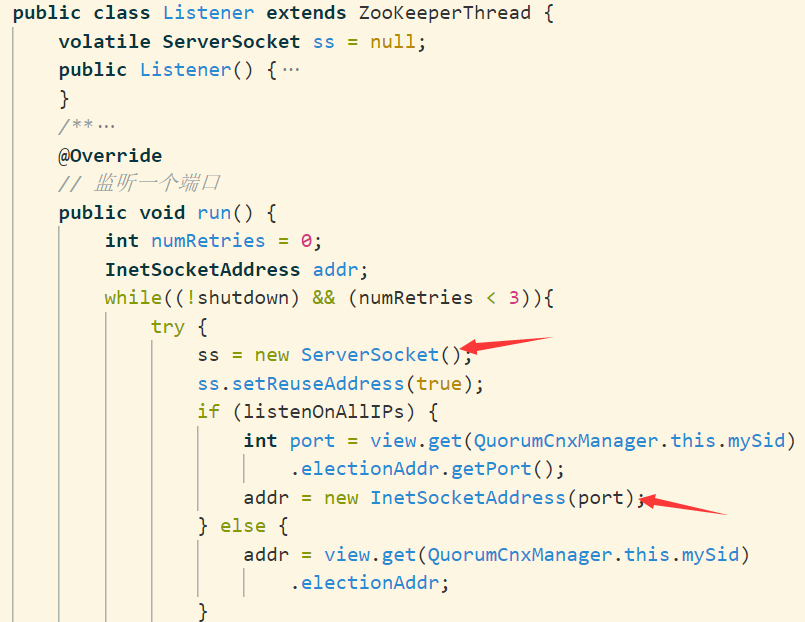 public class Listener extends ZooKeeperThread {
    volatile ServerSocket ss = null;
    public Listener() {…
    }
    /**…
    @Override
    // 监听一个端口
    public void run() {
        int numRetries = 0;
        InetSocketAddress addr;
        while((!shutdown) && (numRetries < 3)){
            try {
                ss = new ServerSocket();
                ss.setReuseAddress(true);
                if (listenOnAllIPs) {
                    int port = view.get(QuorumCnxManager.this.mySid)
                        .electionAddr.getPort();
                    addr = new InetSocketAddress(port);
                } else {
                    addr = view.get(QuorumCnxManager.this.mySid)
                        .electionAddr;
                }